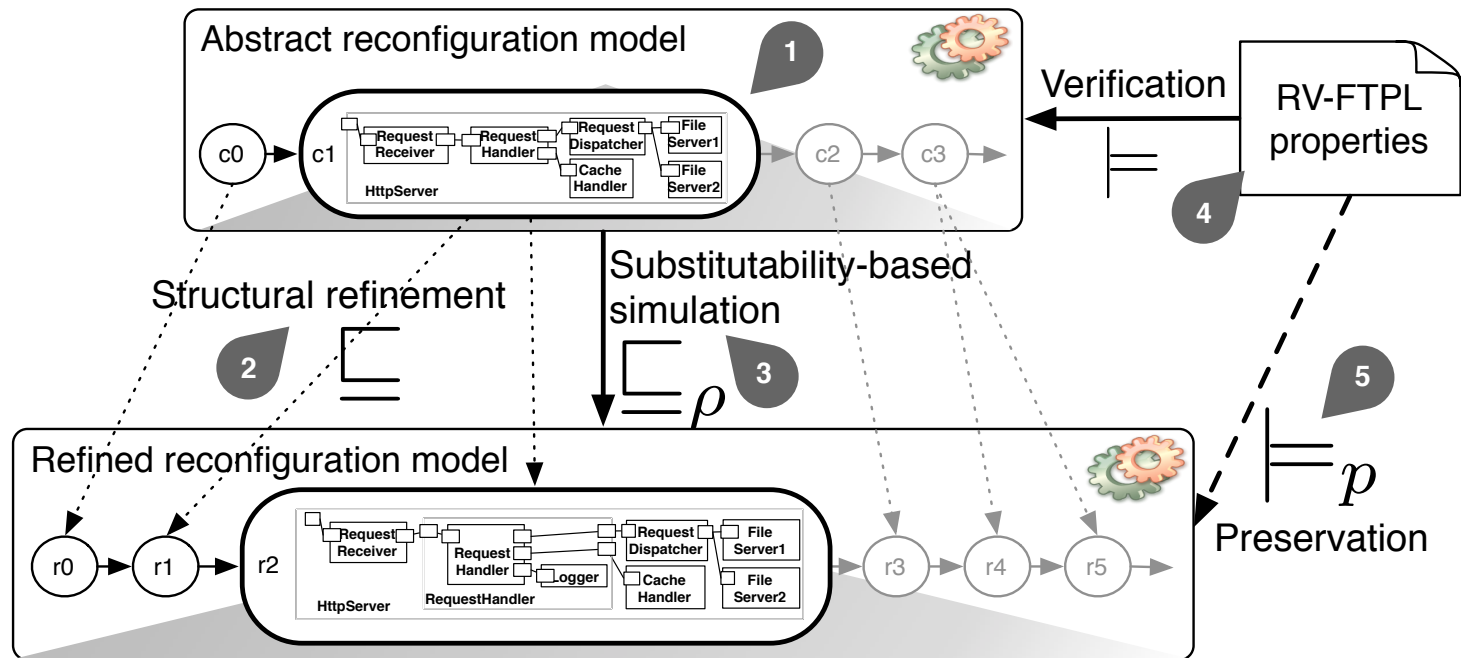 Abstract reconfiguration model
1
Verification
RV-FTPL
properties
c0
c1
Request
Receiver
Request
Handler
Request
Dispatcher
Cache
Handler
File
Server1
File
Server2
HttpServer
c2
c3
⊨
4
Structural refinement
2
⊑
Substitutability-based
simulation
⊑ρ
3
5
⊨p
Preservation
Refined reconfiguration model
r0
r1
r2
Request
Receiver
Request
Handler
Logger
Request
Dispatcher
Cache
Handler
File
Server1
File
Server2
HttpServer
RequestHandler
r3
r4
r5